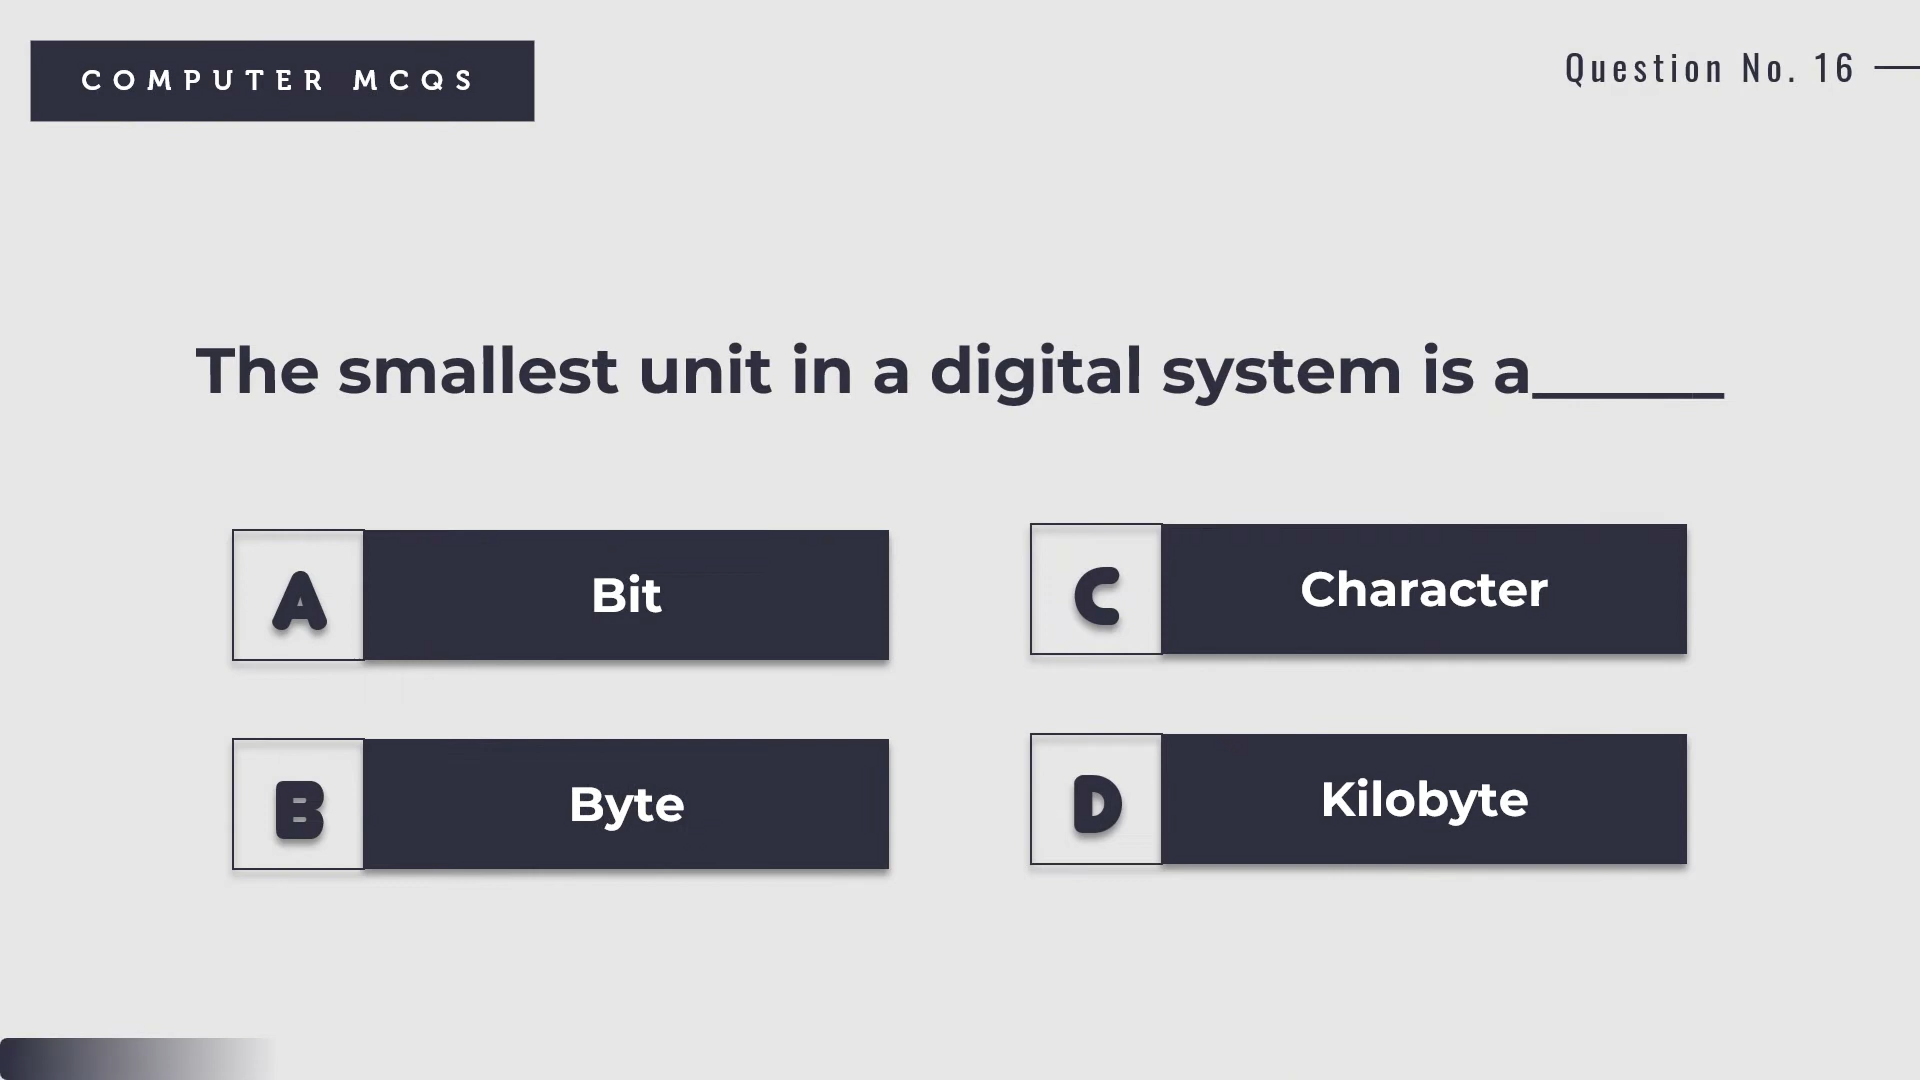 COMPUTER MCQS
Question No. 16
The smallest unit in a digital system is a______
A Bit
B Byte
C Character
D Kilobyte